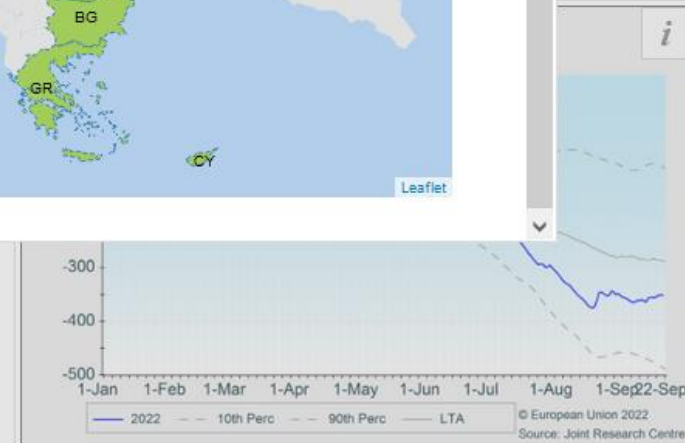 BG
i
GR
CY
Leaflet
-300
-400
-500
1-Jan 1-Feb 1-Mar 1-Apr 1-May 1-Jun 1-Jul 1-Aug 1-Sep 22-Sep
2022 10th Perc 90th Perc LTA
© European Union 2022
Source: Joint Research Centre